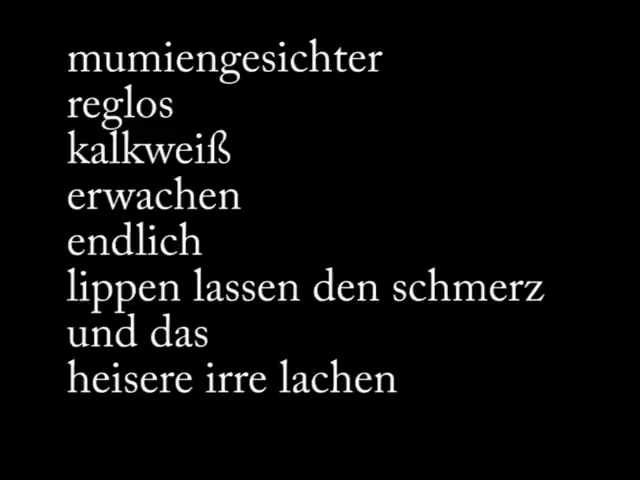 mumiengesichter
reglos
kalkweiß
erwachen
endlich
lippen lassen den schmerz
und das
heisere irre lachen